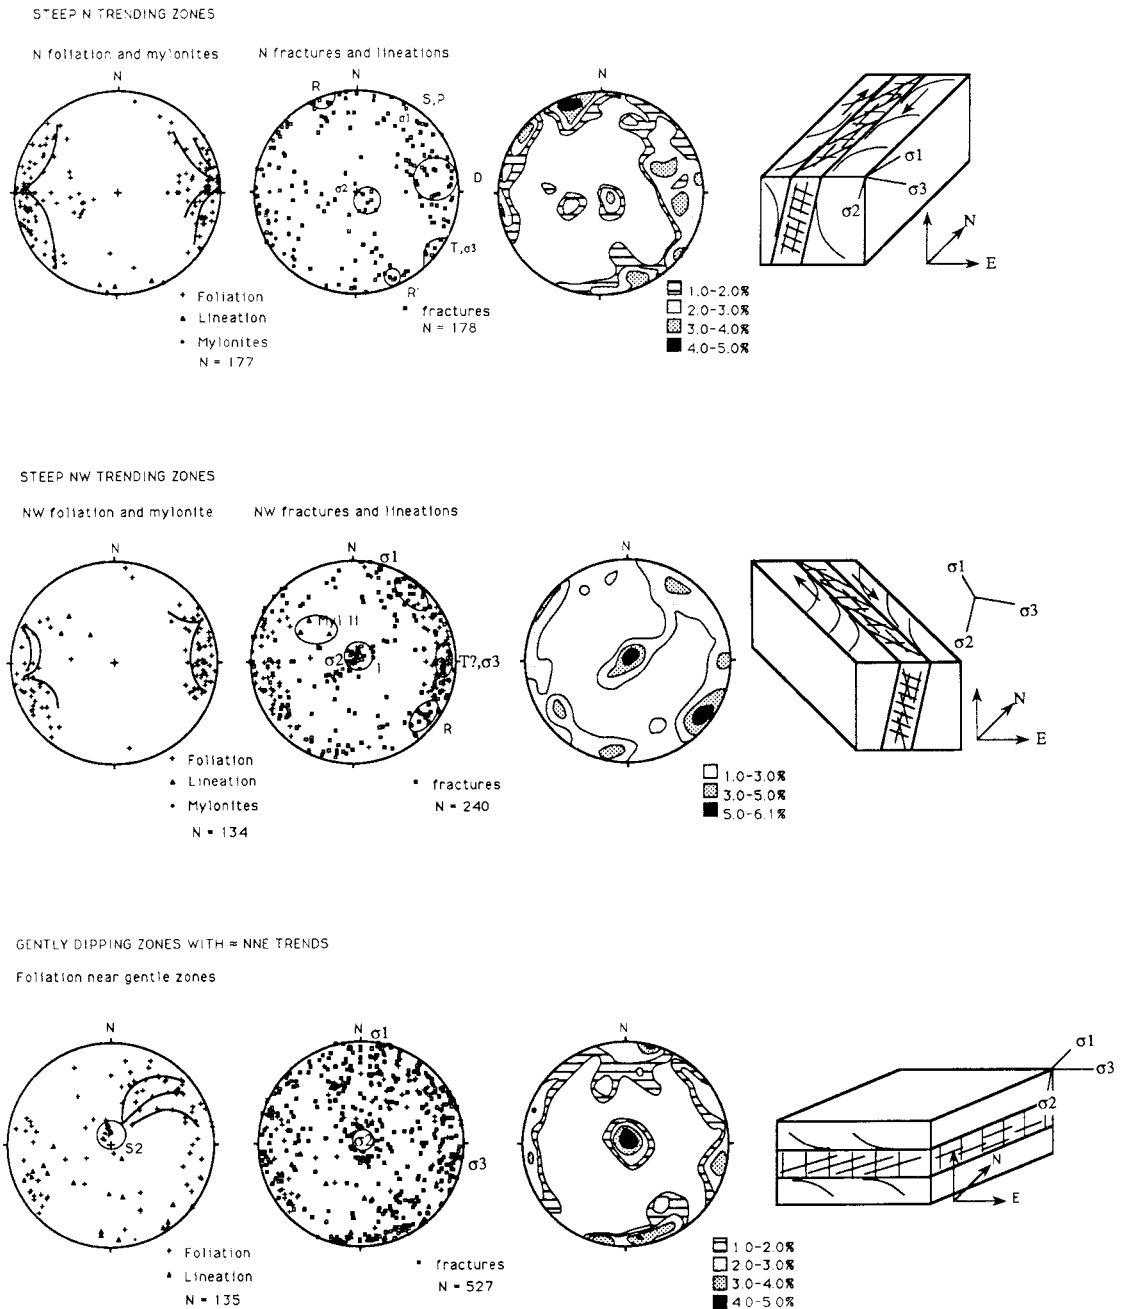 STEEP N TRENDING ZONES
N foliation and mylonites
N fractures and lineations
N
N
R
S,P
σ1
σ2
D
T,σ3
R'
N
σ1
σ3
σ2
N
E
+ Foliation
▲ Lineation
• Mylonites
N = 177
▪ fractures
N = 178
1.0-2.0%
2.0-3.0%
3.0-4.0%
4.0-5.0%
STEEP NW TRENDING ZONES
NW foliation and mylonite
NW fractures and lineations
N
N
σ1
Myl II
σ2
I
T?,σ3
R
N
σ1
σ3
σ2
N
E
+ Foliation
▲ Lineation
• Mylonites
N = 134
▪ fractures
N = 240
1.0-3.0%
3.0-5.0%
5.0-6.1%
GENTLY DIPPING ZONES WITH ≈ NNE TRENDS
Foliation near gentle zones
N
S2
N
σ1
σ2
σ3
N
σ1
σ3
σ2
N
E
+ Foliation
▲ Lineation
N = 135
▪ fractures
N = 527
1.0-2.0%
2.0-3.0%
3.0-4.0%
4.0-5.0%